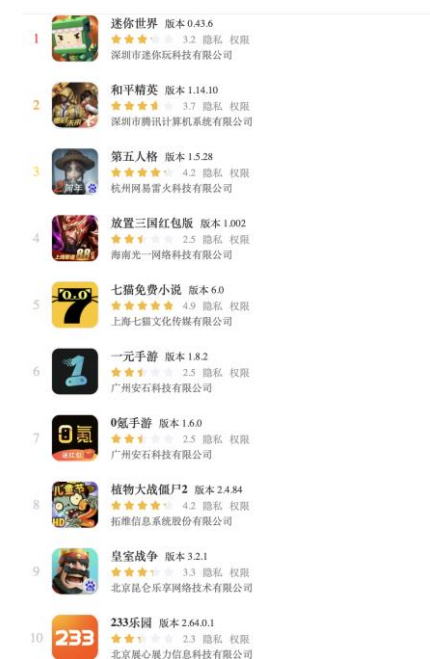 1
迷你世界 版本 0.43.6
3.2 隐私 权限
深圳市迷你玩科技有限公司
2
和平精英 版本 1.14.10
3.7 隐私 权限
深圳市腾讯计算机系统有限公司
3
周年
第五人格 版本 1.5.28
4.2 隐私 权限
杭州网易雷火科技有限公司
4
放置三国红包版 版本 1.002
2.5 隐私 权限
海南光一网络科技有限公司
5
七猫免费小说 版本 6.0
4.9 隐私 权限
上海七猫文化传媒有限公司
6
一元手游 版本 1.8.2
2.5 隐私 权限
广州安石科技有限公司
7
0氪
0氪手游 版本 1.6.0
2.5 隐私 权限
广州安石科技有限公司
8
儿童节
HD
植物大战僵尸2 版本 2.4.84
4.2 隐私 权限
拓维信息系统股份有限公司
9
皇室战争 版本 3.2.1
3.3 隐私 权限
北京昆仑乐享网络技术有限公司
10
233
233乐园 版本 2.64.0.1
2.3 隐私 权限
北京展心展力信息科技有限公司